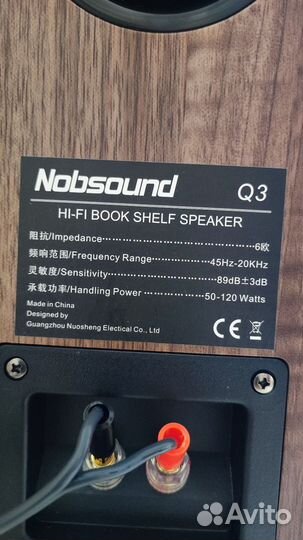 Nobsound Q3
HI-FI BOOK SHELF SPEAKER
阻抗/Impedance……………………………………6欧
频响范围/Frequency Range……………45Hz-20KHz
灵敏度/Sensitivity……………………………89dB±3dB
承载功率/Handling Power……………50-120 Watts
Made in China
Designed by
Guangzhou Nuosheng Electical Co., Ltd
CE
Avito